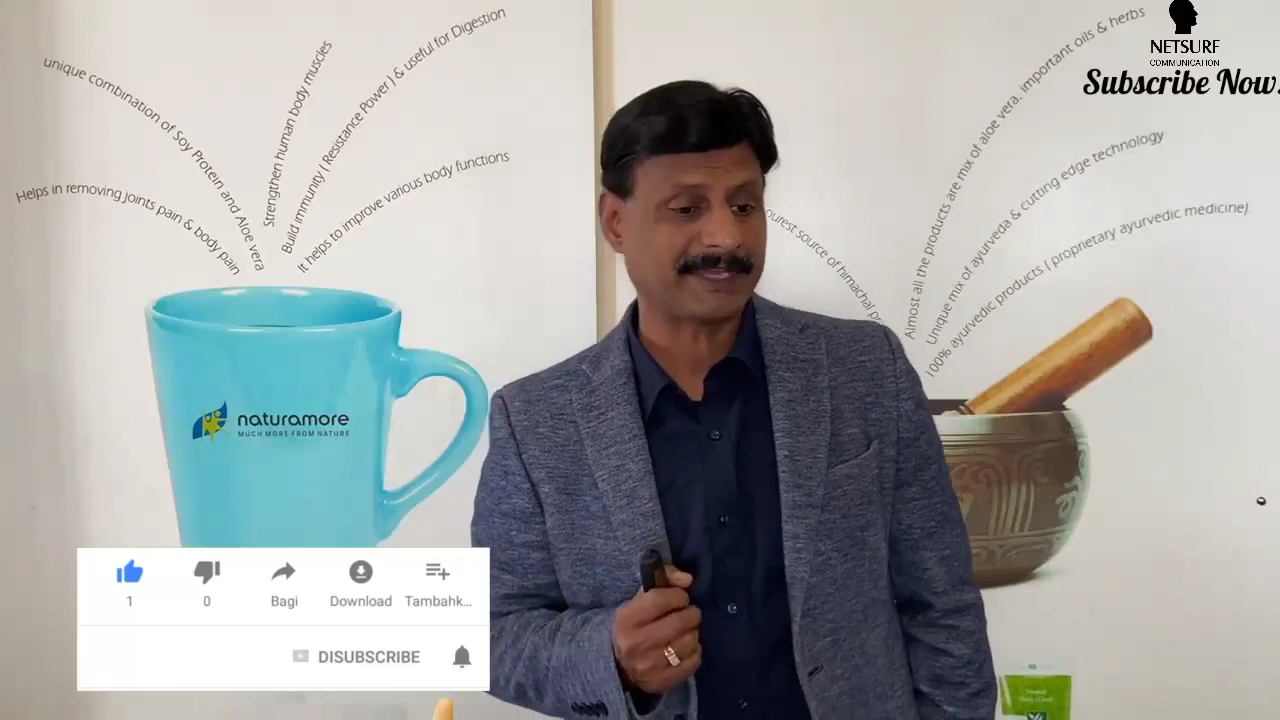 unique combination of Soy Protein and Aloe vera
Helps in removing joints pain & body pain
Strengthen human body muscles
Build immunity ( Resistance Power ) & useful for Digestion
It helps to improve various body functions
naturamore
MUCH MORE FROM NATURE
ourest source of himachal
Almost all the products are mix of aloe vera, important oils & herbs
Unique mix of ayurveda & cutting edge technology
100% ayurvedic products ( proprietary ayurvedic medicine).
NETSURF
COMMUNICATION
Subscribe Now.
1
0
Bagi
Download
Tambahk...
DISUBSCRIBE